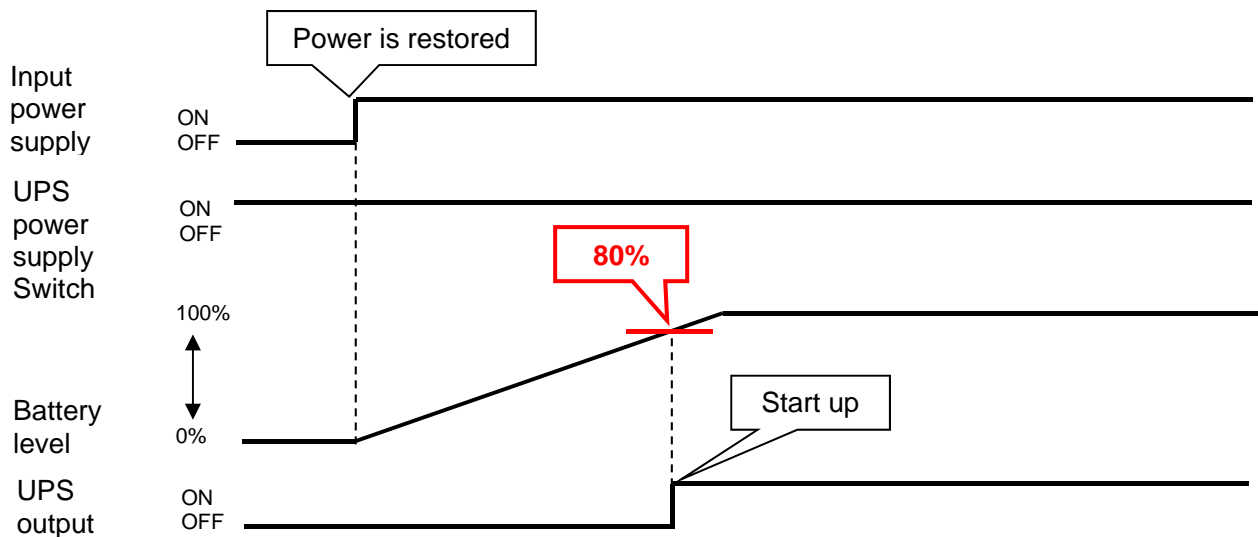 Power is restored
Input
power
supply
ON
OFF
UPS
power
supply
Switch
ON
OFF
80%
100%
Battery
level
0%
Start up
UPS
output
ON
OFF